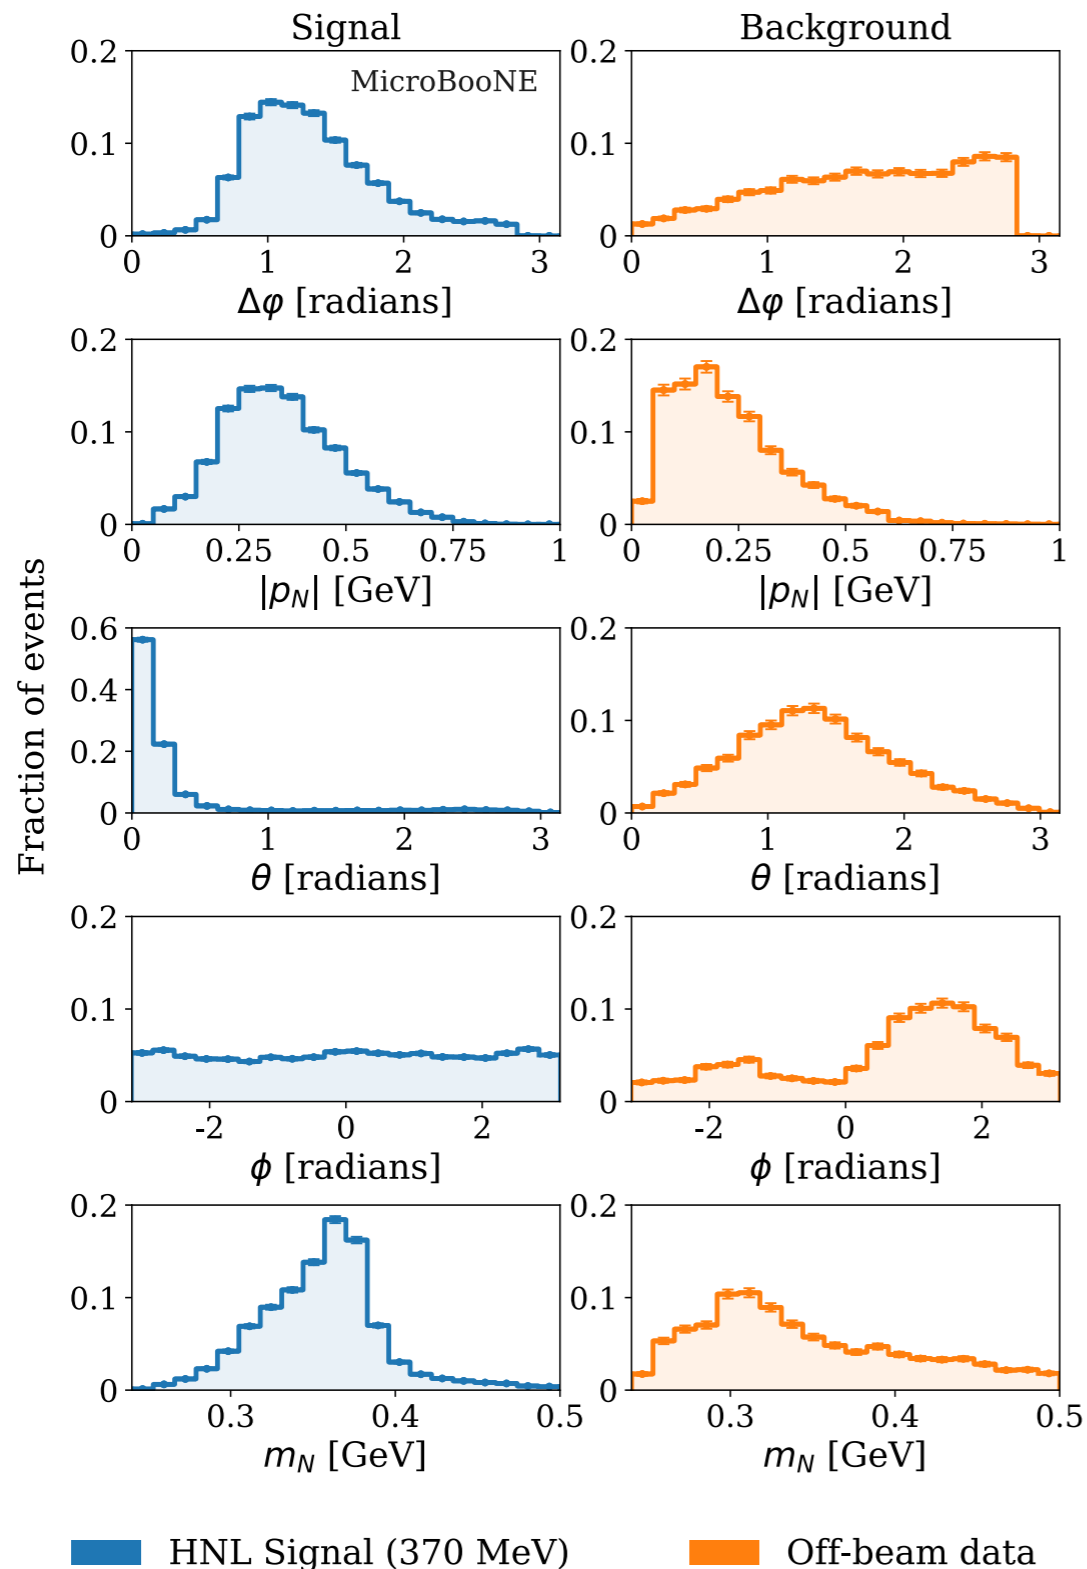 Signal Background
MicroBooNE
0.2 0.1 0
0 1 2 3
Δφ [radians]
0.2 0.1 0
0 1 2 3
Δφ [radians]
0.2 0.1 0
0 0.25 0.5 0.75 1
|p_N| [GeV]
0.2 0.1 0
0 0.25 0.5 0.75 1
|p_N| [GeV]
Fraction of events
0.6 0.4 0.2 0
0 1 2 3
θ [radians]
0.2 0.1 0
0 1 2 3
θ [radians]
0.2 0.1 0
-2 0 2
ϕ [radians]
0.2 0.1 0
-2 0 2
ϕ [radians]
0.2 0.1 0
0.3 0.4 0.5
m_N [GeV]
0.2 0.1 0
0.3 0.4 0.5
m_N [GeV]
HNL Signal (370 MeV) Off-beam data